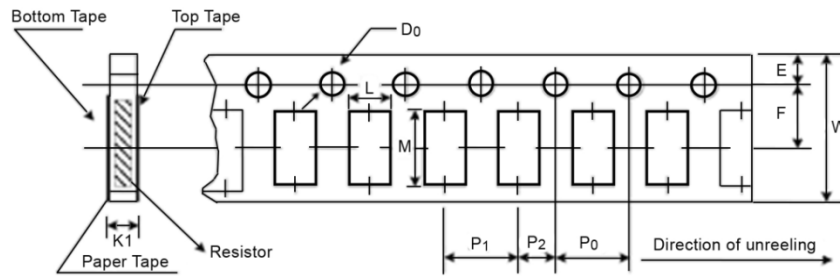 Bottom Tape
Top Tape
D0
E
L
F
W
M
K1
Resistor
P1
P2
P0
Direction of unreeling
Paper Tape